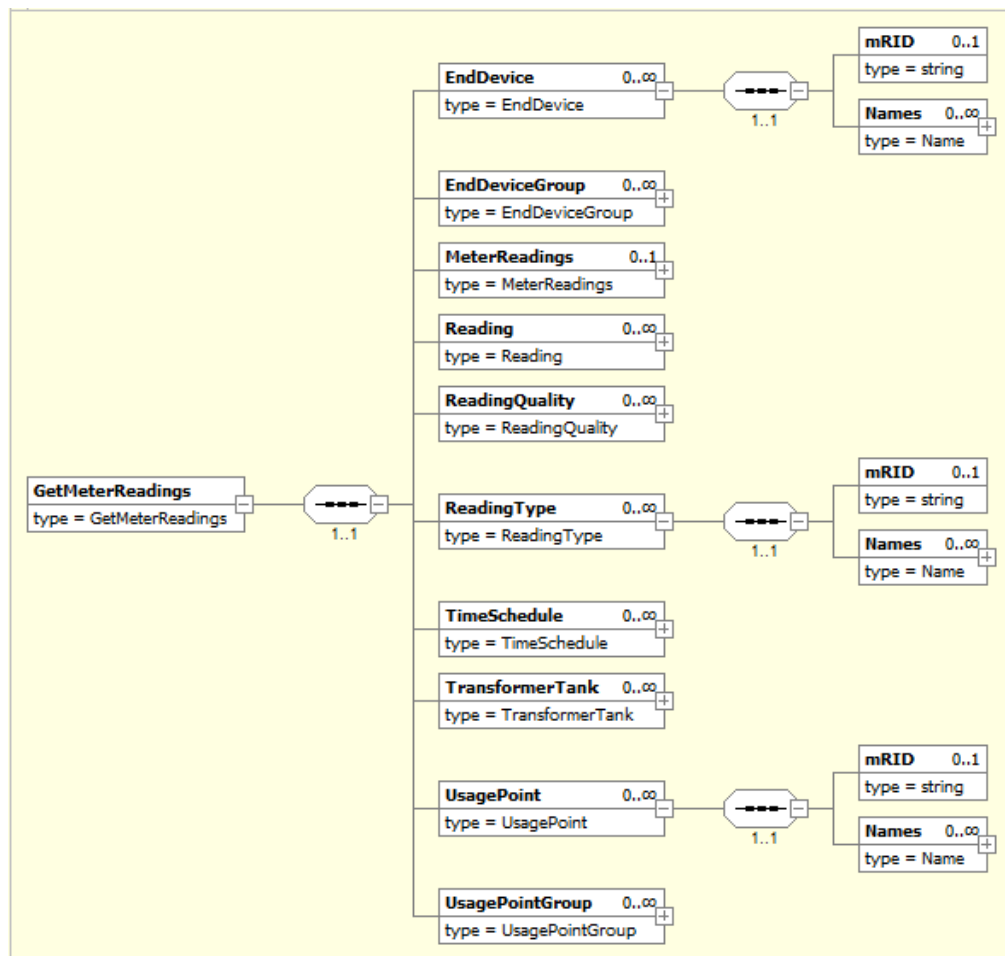 EndDevice 0..∞
type = EndDevice
1..1
mRID 0..1
type = string
Names 0..∞
type = Name
EndDeviceGroup 0..∞
type = EndDeviceGroup
MeterReadings 0..1
type = MeterReadings
Reading 0..∞
type = Reading
ReadingQuality 0..∞
type = ReadingQuality
GetMeterReadings
type = GetMeterReadings
1..1
ReadingType 0..∞
type = ReadingType
1..1
mRID 0..1
type = string
Names 0..∞
type = Name
TimeSchedule 0..∞
type = TimeSchedule
TransformerTank 0..∞
type = TransformerTank
UsagePoint 0..∞
type = UsagePoint
1..1
mRID 0..1
type = string
Names 0..∞
type = Name
UsagePointGroup 0..∞
type = UsagePointGroup